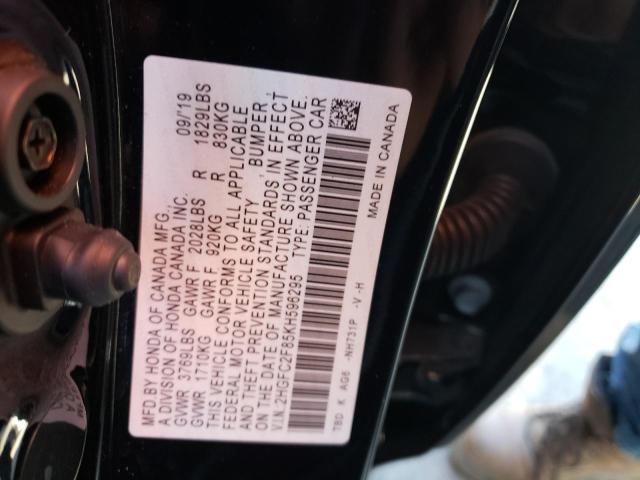 MFD.BY HONDA OF CANADA MFG. 09/19
A DIVISION OF HONDA CANADA INC.
GVWR 3769LBS GAWR F 2028LBS R 1829LBS
GVWR 1710KG GAWR F 920KG R 830KG
THIS VEHICLE CONFORMS TO ALL APPLICABLE
FEDERAL MOTOR VEHICLE SAFETY , BUMPER ,
AND THEFT PREVENTION STANDARDS IN EFFECT
ON THE DATE OF MANUFACTURE SHOWN ABOVE.
V.I.N.:2HGFC2F85KH596295 TYPE: PASSENGER CAR
TBD K AG6 -NH731P -V -H
MADE IN CANADA